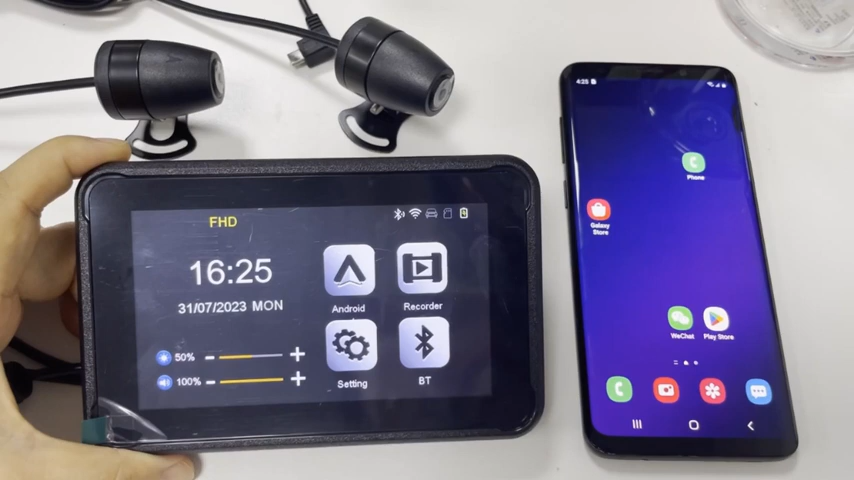 FHD
16:25
31/07/2023 MON
50%
100%
Android
Recorder
Setting
BT
4:25
Phone
Galaxy
Store
WeChat
Play Store